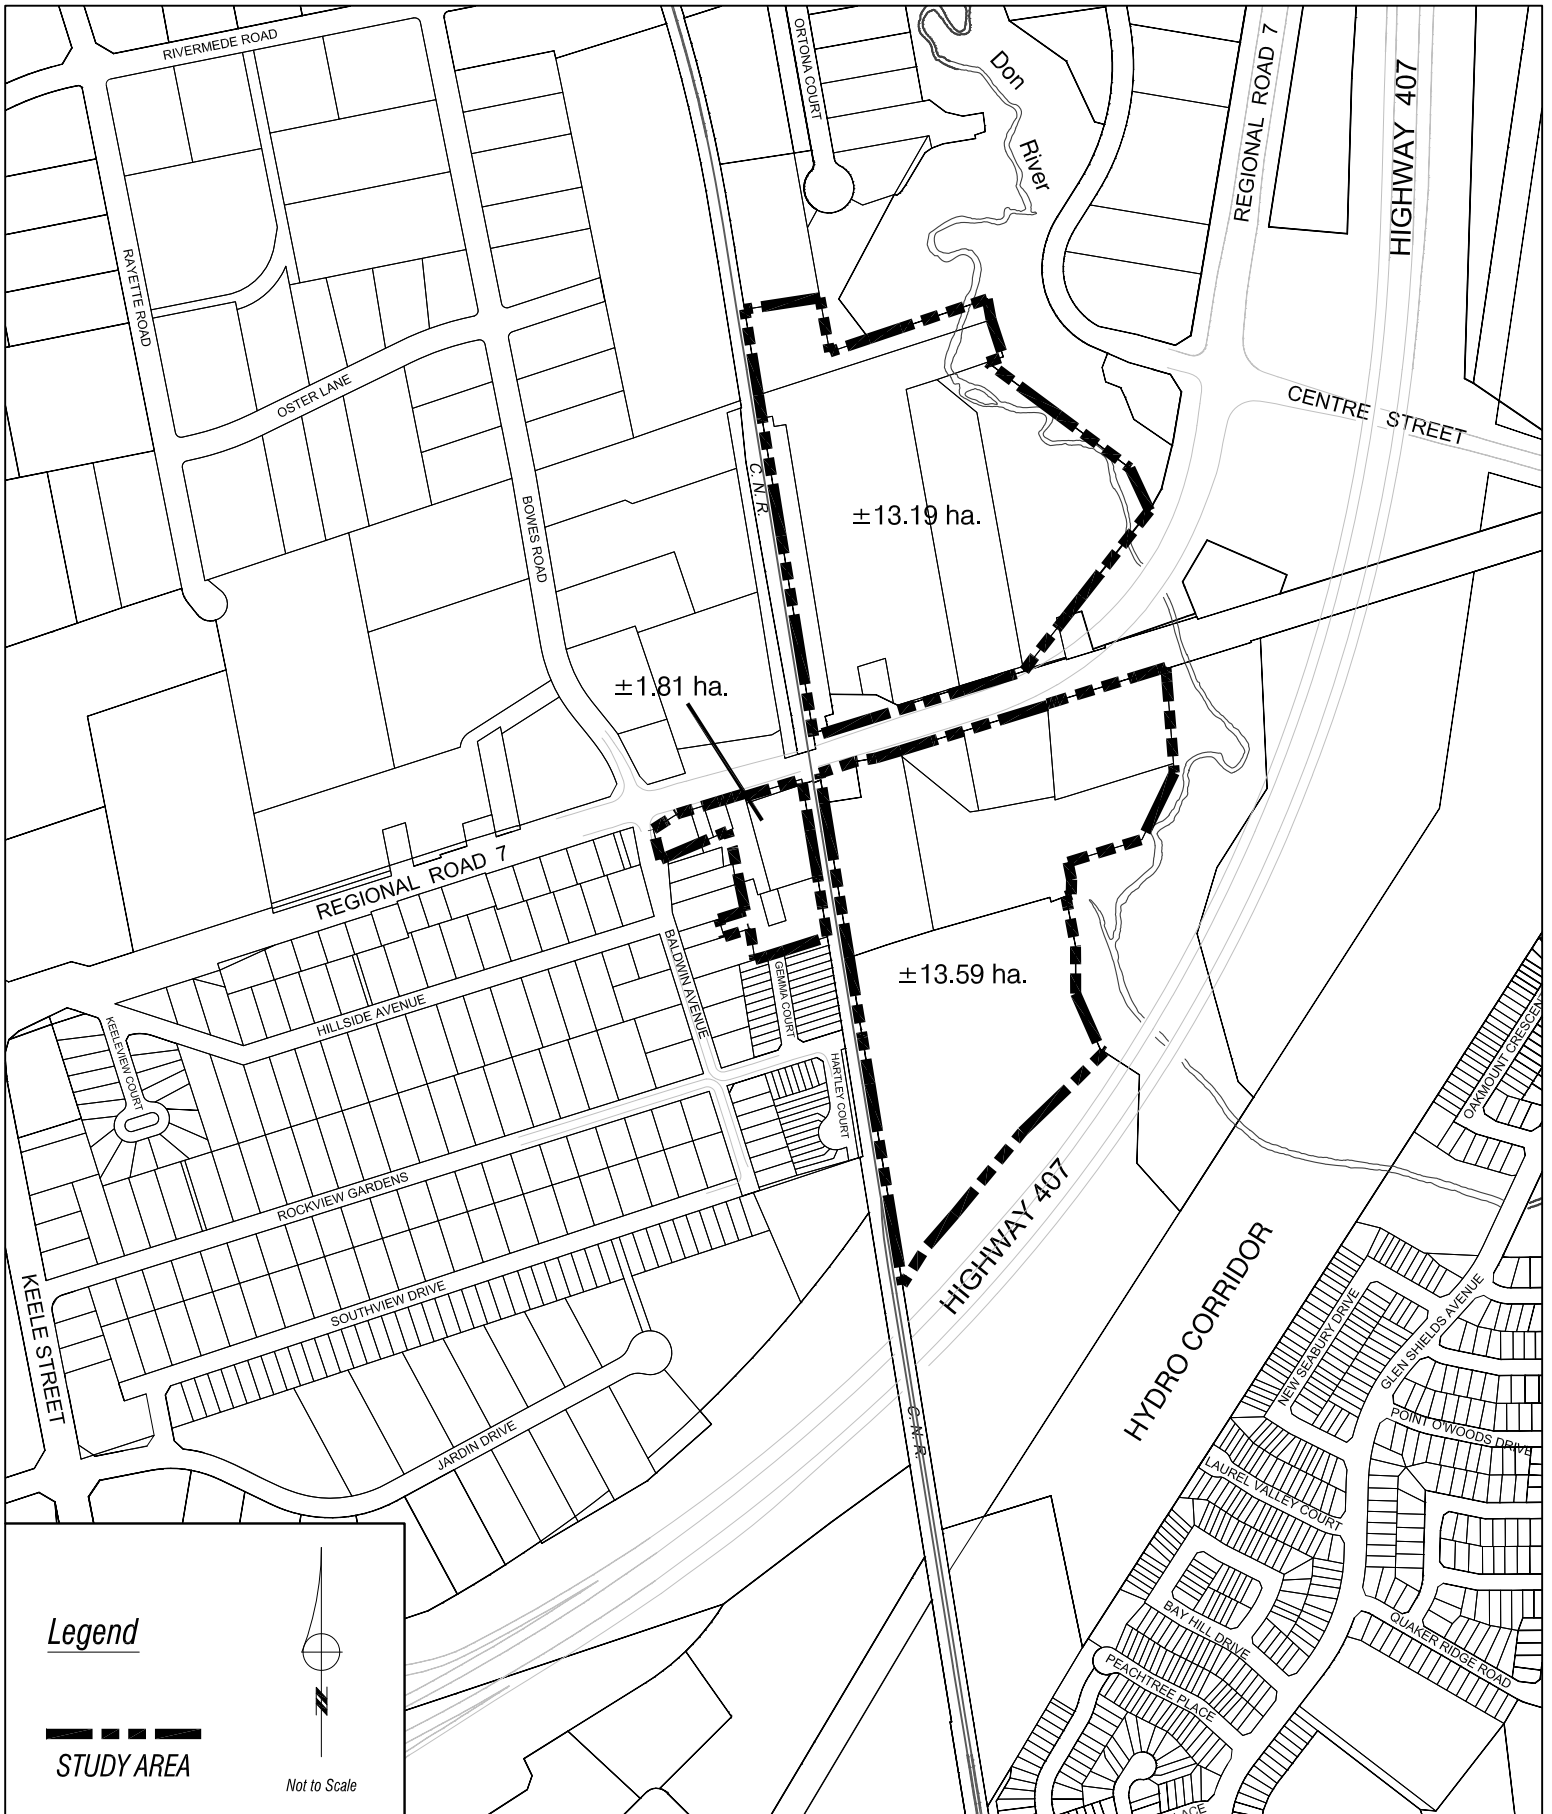 RIVERMEDE ROAD
ORTONA COURT
Don
River
REGIONAL ROAD 7
HIGHWAY 407
RAYETTE ROAD
OSTER LANE
CENTRE STREET
C. N. R.
BOWES ROAD
±13.19 ha.
±1.81 ha.
REGIONAL ROAD 7
BALDWIN AVENUE
GEMMA COURT
±13.59 ha.
HILLSIDE AVENUE
KEELEVIEW COURT
HARTLEY COURT
OAKMOUNT CRESCEN
ROCKVIEW GARDENS
HIGHWAY 407
HYDRO CORRIDOR
KEELE STREET
SOUTHVIEW DRIVE
NEW SEABURY DRIVE
GLEN SHIELDS AVENUE
POINT O'WOODS DRIVE
JARDIN DRIVE
C. N. R.
LAUREL VALLEY COURT
BAY HILL DRIVE
QUAKER RIDGE ROAD
PEACHTREE PLACE
LACE
Legend
N
STUDY AREA
Not to Scale